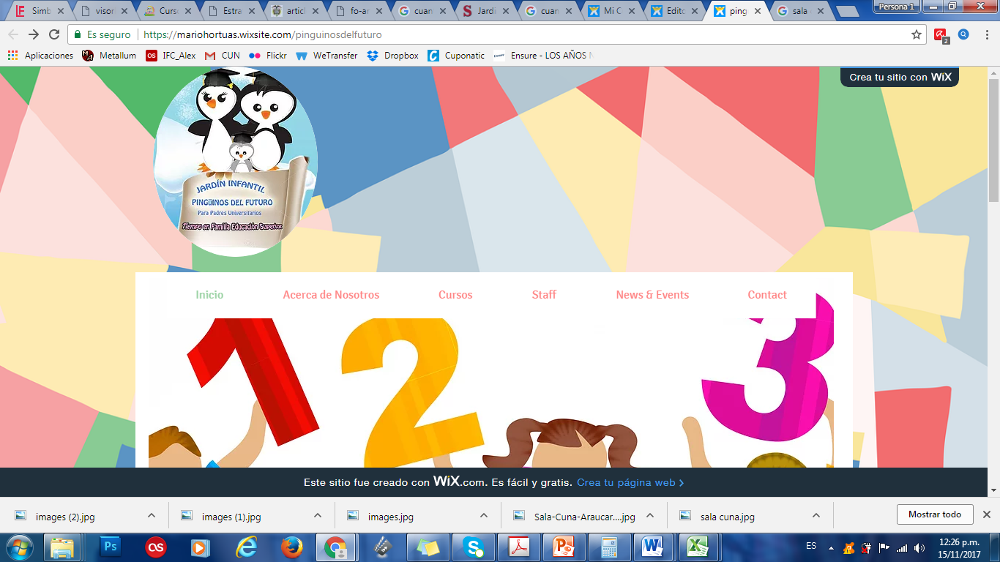 Simb
visor
Curso
Estra
articl
fo-ar
cuan
Jardi
cuan
Mi C
Edito
ping
sala
Persona 1
Es seguro
https://mariohortuas.wixsite.com/pinguinosdelfuturo
2
Aplicaciones
Metallum
IFC_Alex
CUN
Flickr
WeTransfer
Dropbox
Cuponatic
Ensure - LOS AÑOS
Crea tu sitio con WiX
JARDÍN INFANTIL
PINGÜINOS DEL FUTURO
Para Padres Universitarios
Tiempo en Familia Educación Superior
Inicio
Acerca de Nosotros
Cursos
Staff
News & Events
Contact
1 2 3
Este sitio fue creado con WiX.com. Es fácil y gratis. Crea tu página web >
images (2).jpg
images (1).jpg
images.jpg
Sala-Cuna-Araucar....jpg
sala cuna.jpg
Mostrar todo
Ps
ES
12:26 p.m.
15/11/2017